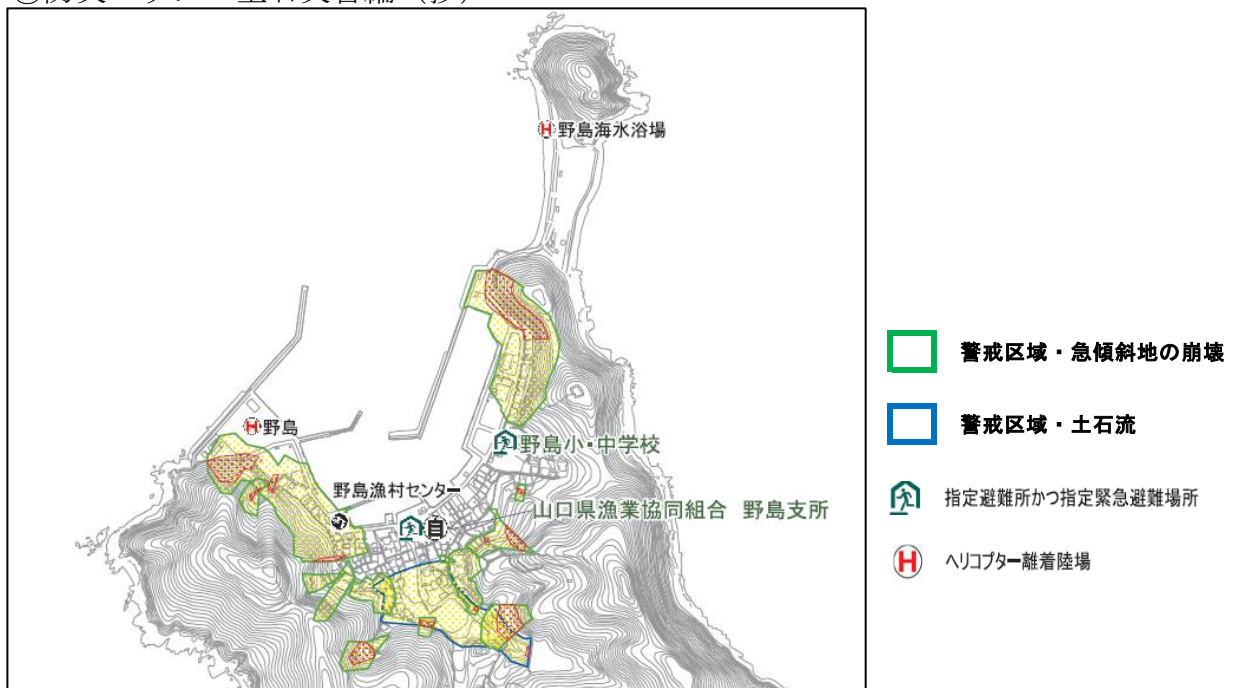 H野島海水浴場
H野島
野島小・中学校
野島漁村センター
自
山口県漁業協同組合 野島支所
警戒区域・急傾斜地の崩壊
警戒区域・土石流
指定避難所かつ指定緊急避難場所
H ヘリコプター離着陸場